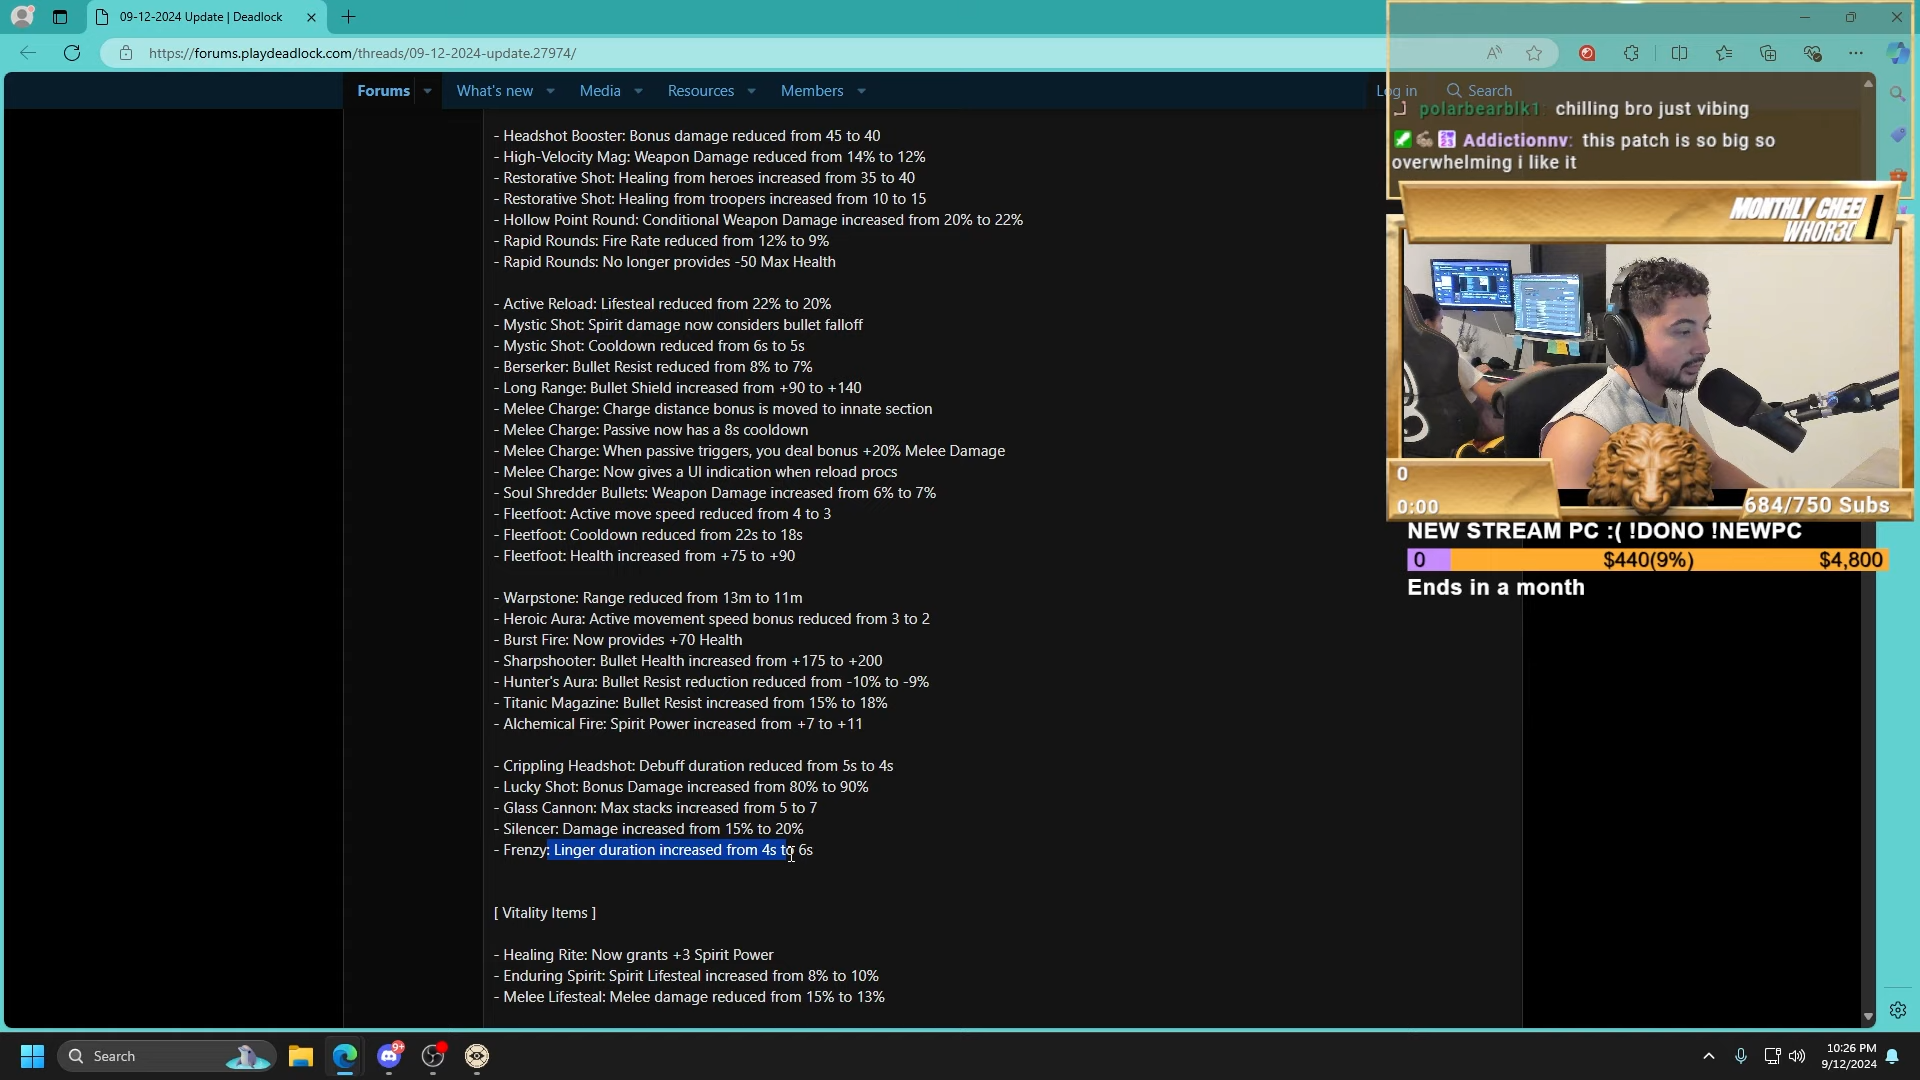 09-12-2024 Update | Deadlock
https://forums.playdeadlock.com/threads/09-12-2024-update.27974/
Forums What's new Media Resources Members Log in Search
- Headshot Booster: Bonus damage reduced from 45 to 40
- High-Velocity Mag: Weapon Damage reduced from 14% to 12%
- Restorative Shot: Healing from heroes increased from 35 to 40
- Restorative Shot: Healing from troopers increased from 10 to 15
- Hollow Point Round: Conditional Weapon Damage increased from 20% to 22%
- Rapid Rounds: Fire Rate reduced from 12% to 9%
- Rapid Rounds: No longer provides -50 Max Health
- Active Reload: Lifesteal reduced from 22% to 20%
- Mystic Shot: Spirit damage now considers bullet falloff
- Mystic Shot: Cooldown reduced from 6s to 5s
- Berserker: Bullet Resist reduced from 8% to 7%
- Long Range: Bullet Shield increased from +90 to +140
- Melee Charge: Charge distance bonus is moved to innate section
- Melee Charge: Passive now has a 8s cooldown
- Melee Charge: When passive triggers, you deal bonus +20% Melee Damage
- Melee Charge: Now gives a UI indication when reload procs
- Soul Shredder Bullets: Weapon Damage increased from 6% to 7%
- Fleetfoot: Active move speed reduced from 4 to 3
- Fleetfoot: Cooldown reduced from 22s to 18s
- Fleetfoot: Health increased from +75 to +90
- Warpstone: Range reduced from 13m to 11m
- Heroic Aura: Active movement speed bonus reduced from 3 to 2
- Burst Fire: Now provides +70 Health
- Sharpshooter: Bullet Health increased from +175 to +200
- Hunter's Aura: Bullet Resist reduction reduced from -10% to -9%
- Titanic Magazine: Bullet Resist increased from 15% to 18%
- Alchemical Fire: Spirit Power increased from +7 to +11
- Crippling Headshot: Debuff duration reduced from 5s to 4s
- Lucky Shot: Bonus Damage increased from 80% to 90%
- Glass Cannon: Max stacks increased from 5 to 7
- Silencer: Damage increased from 15% to 20%
- Frenzy: Linger duration increased from 4s to 6s
[ Vitality Items ]
- Healing Rite: Now grants +3 Spirit Power
- Enduring Spirit: Spirit Lifesteal increased from 8% to 10%
- Melee Lifesteal: Melee damage reduced from 15% to 13%
polarbearblk1: chilling bro just vibing
Addictionnv: this patch is so big so
overwhelming i like it
MONTHLY CHEE
WHOR3
0
0:00
684/750 Subs
NEW STREAM PC :( !DONO !NEWPC
0 $440(9%) $4,800
Ends in a month
Search
9+
10:26 PM
9/12/2024